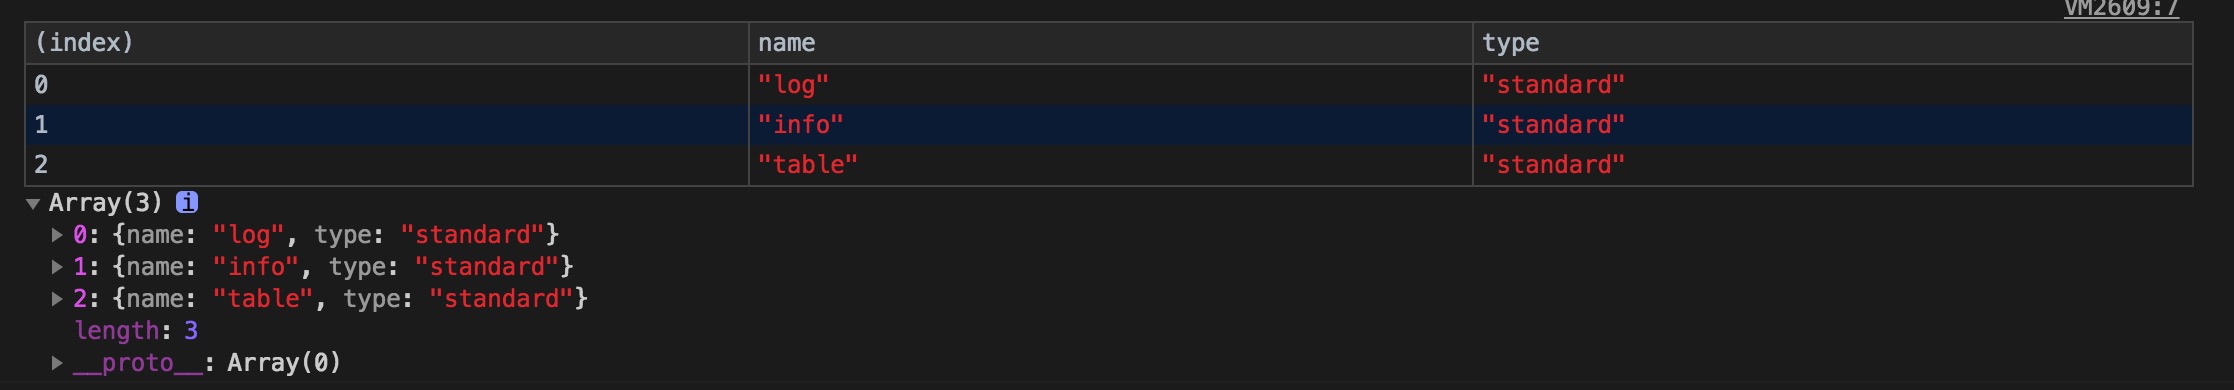 VM2609:7
(index) name type
0 "log" "standard"
1 "info" "standard"
2 "table" "standard"
▼ Array(3) i
▶ 0: {name: "log", type: "standard"}
▶ 1: {name: "info", type: "standard"}
▶ 2: {name: "table", type: "standard"}
length: 3
▶ __proto__: Array(0)